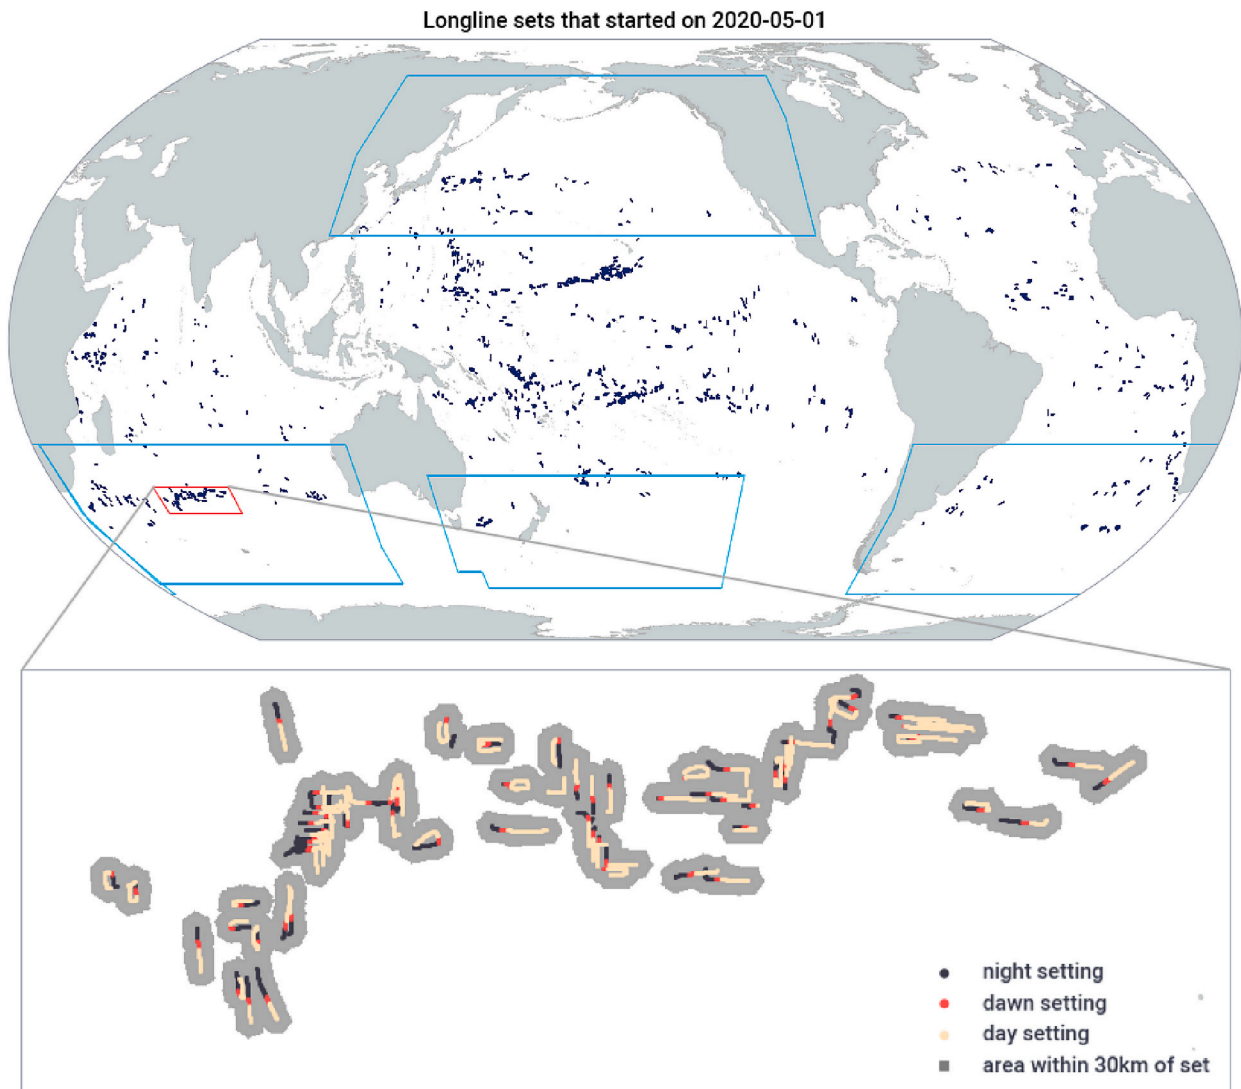 Longline sets that started on 2020-05-01
night setting
dawn setting
day setting
area within 30km of set